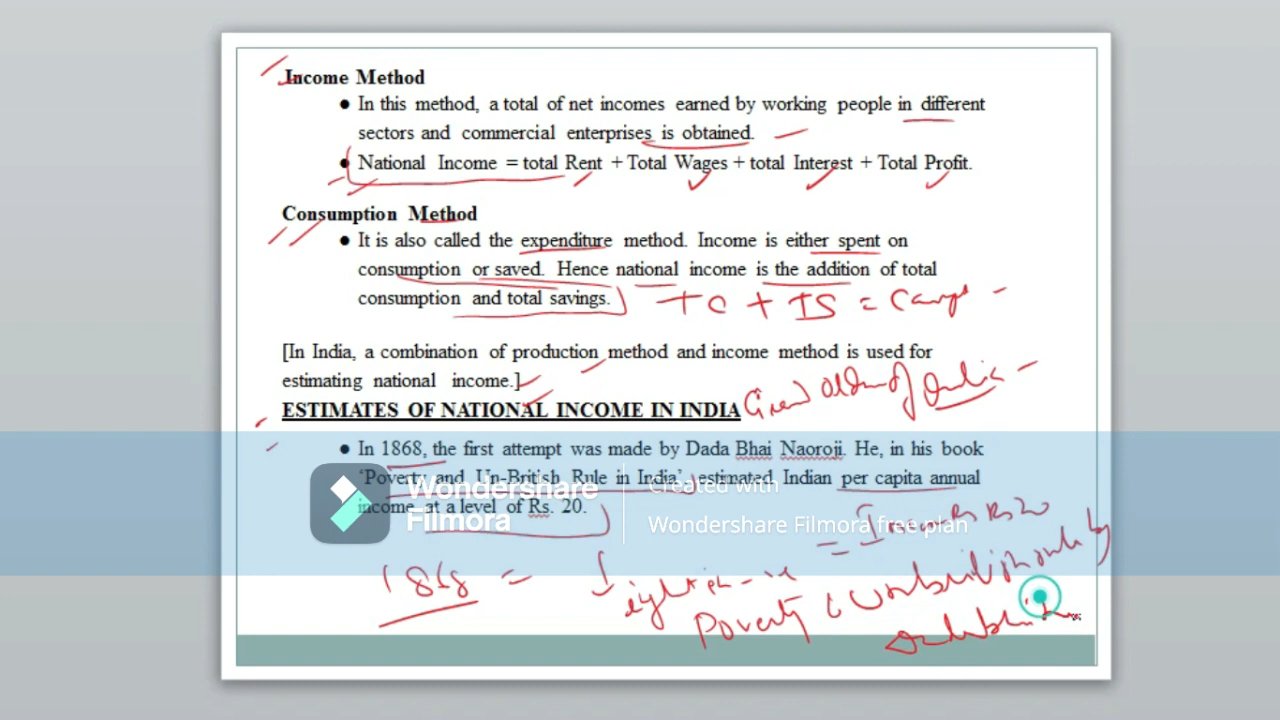 Income Method
● In this method, a total of net incomes earned by working people in different
sectors and commercial enterprises is obtained.
● National Income = total Rent + Total Wages + total Interest + Total Profit.
Consumption Method
● It is also called the expenditure method. Income is either spent on
consumption or saved. Hence national income is the addition of total
consumption and total savings.
TC + TS =
[In India, a combination of production method and income method is used for
estimating national income.]
of India
ESTIMATES OF NATIONAL INCOME IN INDIA
● In 1868, the first attempt was made by Dada Bhai Naoroji. He, in his book
‘Poverty and Un-British Rule in India’ estimated Indian per capita annual
income at a level of Rs. 20.
Wondershare
Filmora
Created with
Wondershare Filmora free plan
1868 =
Poverty